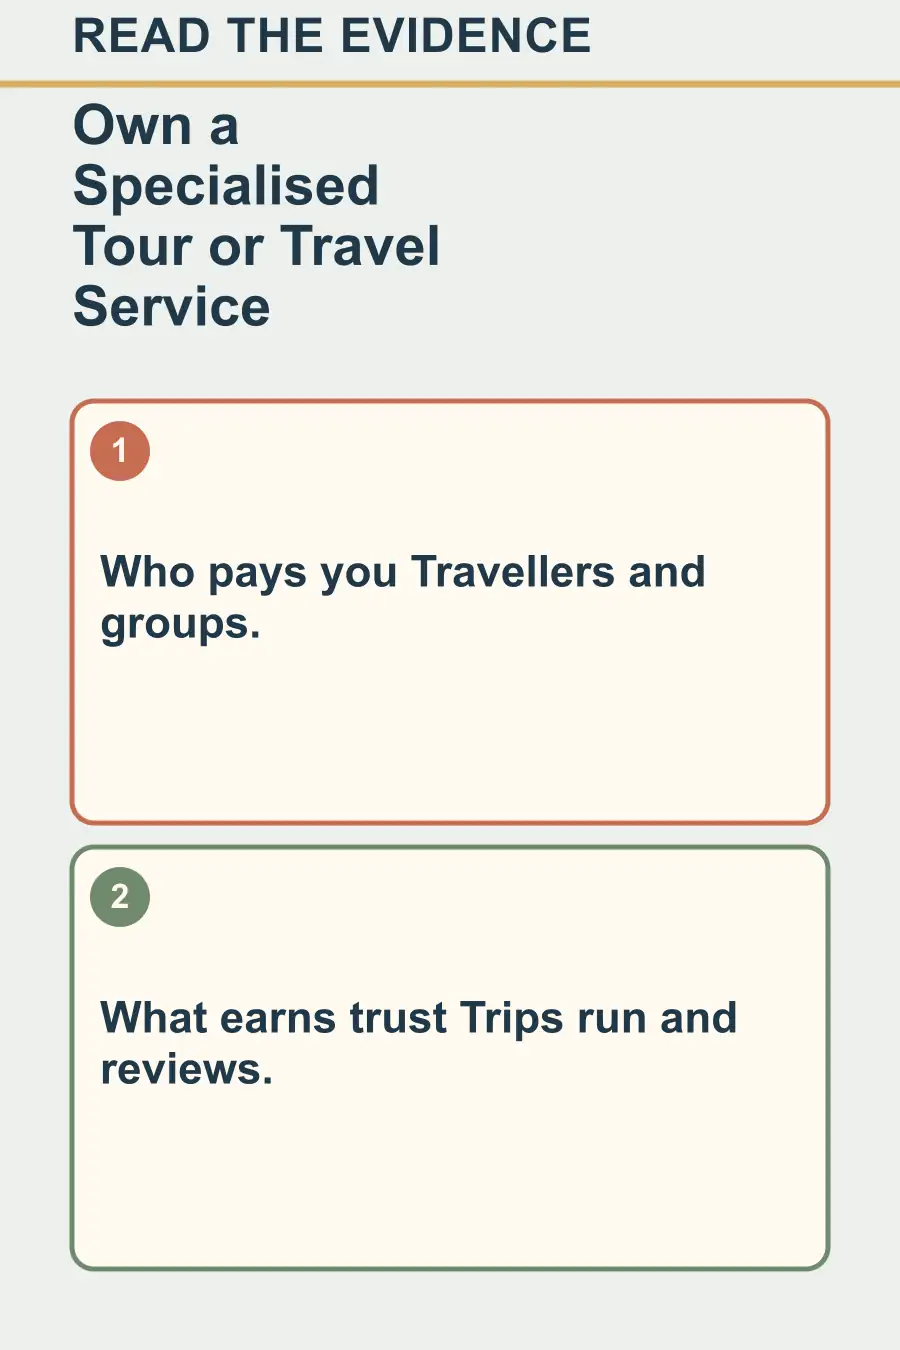 READ THE EVIDENCE
Own a
Specialised
Tour or Travel
Service
1
Who pays you Travellers and
groups.
2
What earns trust Trips run and
reviews.